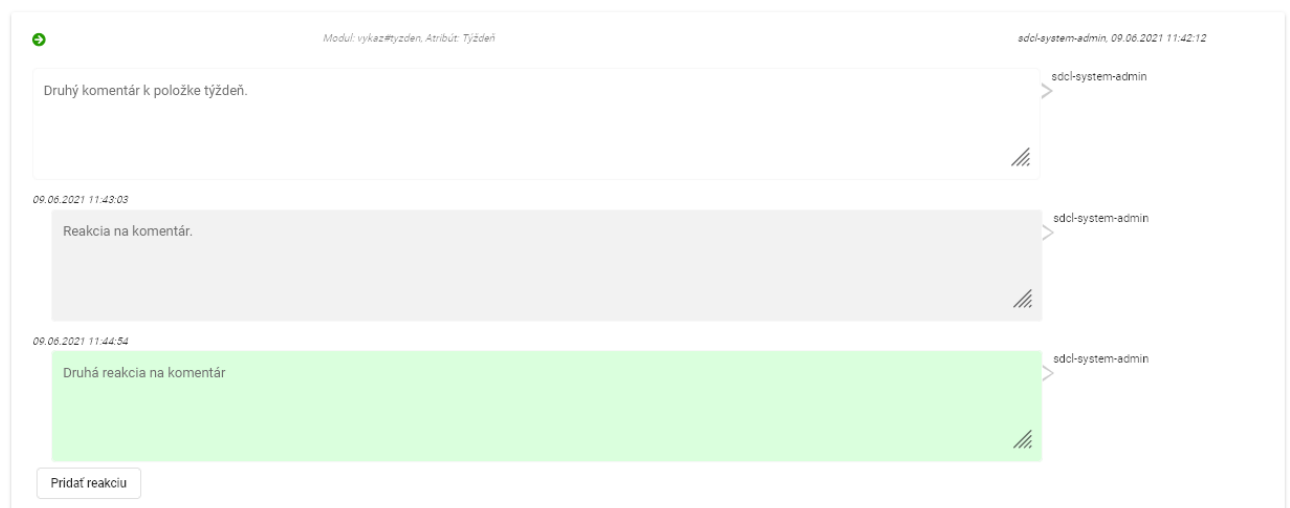 Modul: vykaz#tyzden, Atribút: Týždeň
sdcl-system-admin, 09.06.2021 11:42:12
Druhý komentár k položke týždeň.
sdcl-system-admin
09.06.2021 11:43:03
Reakcia na komentár.
sdcl-system-admin
09.06.2021 11:44:54
Druhá reakcia na komentár
sdcl-system-admin
Pridať reakciu